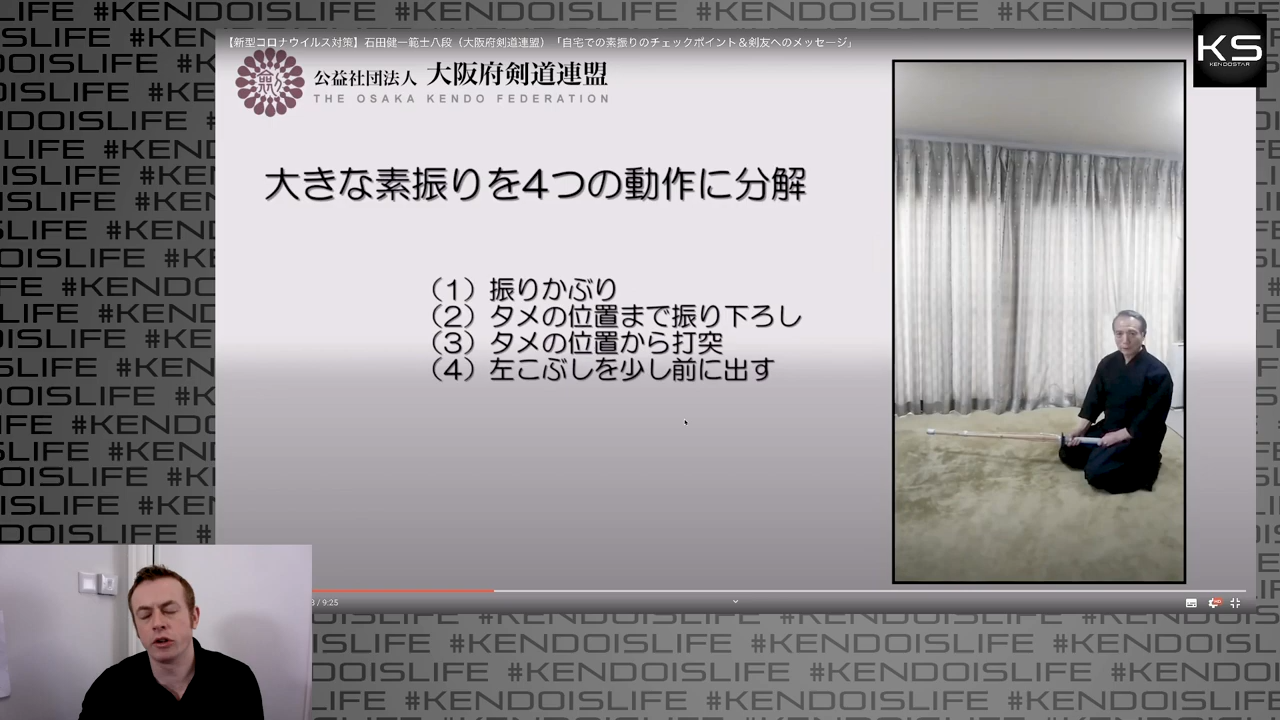 【新型コロナウイルス対策】石田健一範士八段（大阪府剣道連盟）「自宅での素振りのチェックポイント＆剣友へのメッセージ」
公益社団法人 大阪府剣道連盟
THE OSAKA KENDO FEDERATION
KS
KENDOSTAR
大きな素振りを4つの動作に分解
（1）振りかぶり
（2）タメの位置まで振り下ろし
（3）タメの位置から打突
（4）左こぶしを少し前に出す
/ 9:25
#KENDOISLIFE #KENDOISLIFE #KENDOISLIFE #KENDOISLIFE